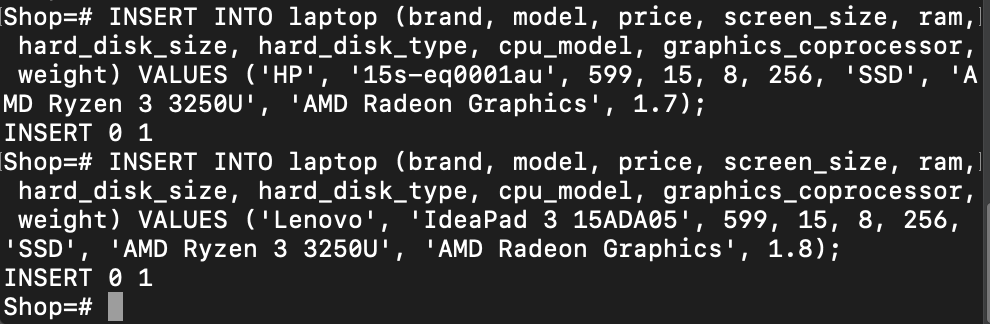 Shop=# INSERT INTO laptop (brand, model, price, screen_size, ram,
hard_disk_size, hard_disk_type, cpu_model, graphics_coprocessor,
weight) VALUES ('HP', '15s-eq0001au', 599, 15, 8, 256, 'SSD', 'A
MD Ryzen 3 3250U', 'AMD Radeon Graphics', 1.7);
INSERT 0 1
Shop=# INSERT INTO laptop (brand, model, price, screen_size, ram,
hard_disk_size, hard_disk_type, cpu_model, graphics_coprocessor,
weight) VALUES ('Lenovo', 'IdeaPad 3 15ADA05', 599, 15, 8, 256,
'SSD', 'AMD Ryzen 3 3250U', 'AMD Radeon Graphics', 1.8);
INSERT 0 1
Shop=#